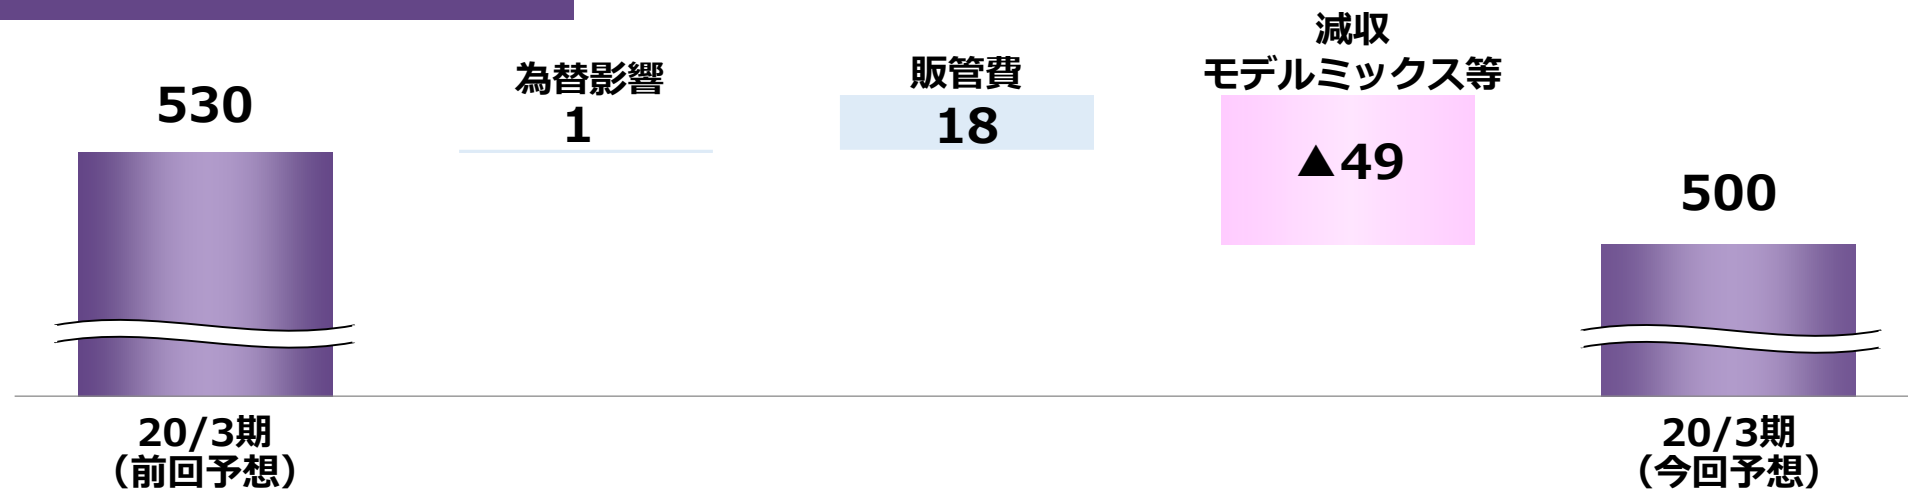 530
為替影響
1
販管費
18
減収
モデルミックス等
▲49
500
20/3期
（前回予想）
20/3期
（今回予想）